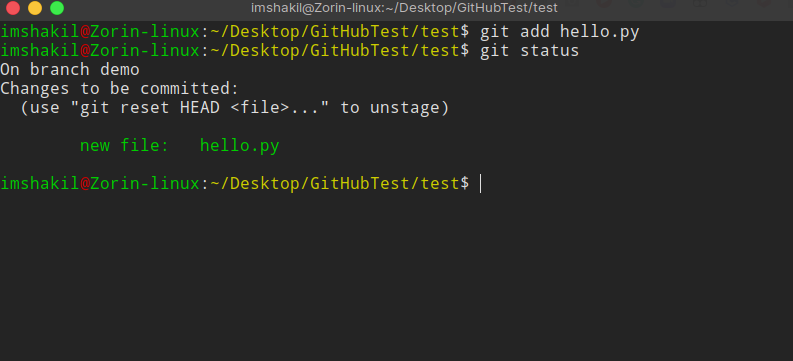 imshakil@Zorin-linux:~/Desktop/GitHubTest/test
imshakil@Zorin-linux:~/Desktop/GitHubTest/test$ git add hello.py
imshakil@Zorin-linux:~/Desktop/GitHubTest/test$ git status
On branch demo
Changes to be committed:
  (use "git reset HEAD <file>..." to unstage)
        new file:   hello.py
imshakil@Zorin-linux:~/Desktop/GitHubTest/test$